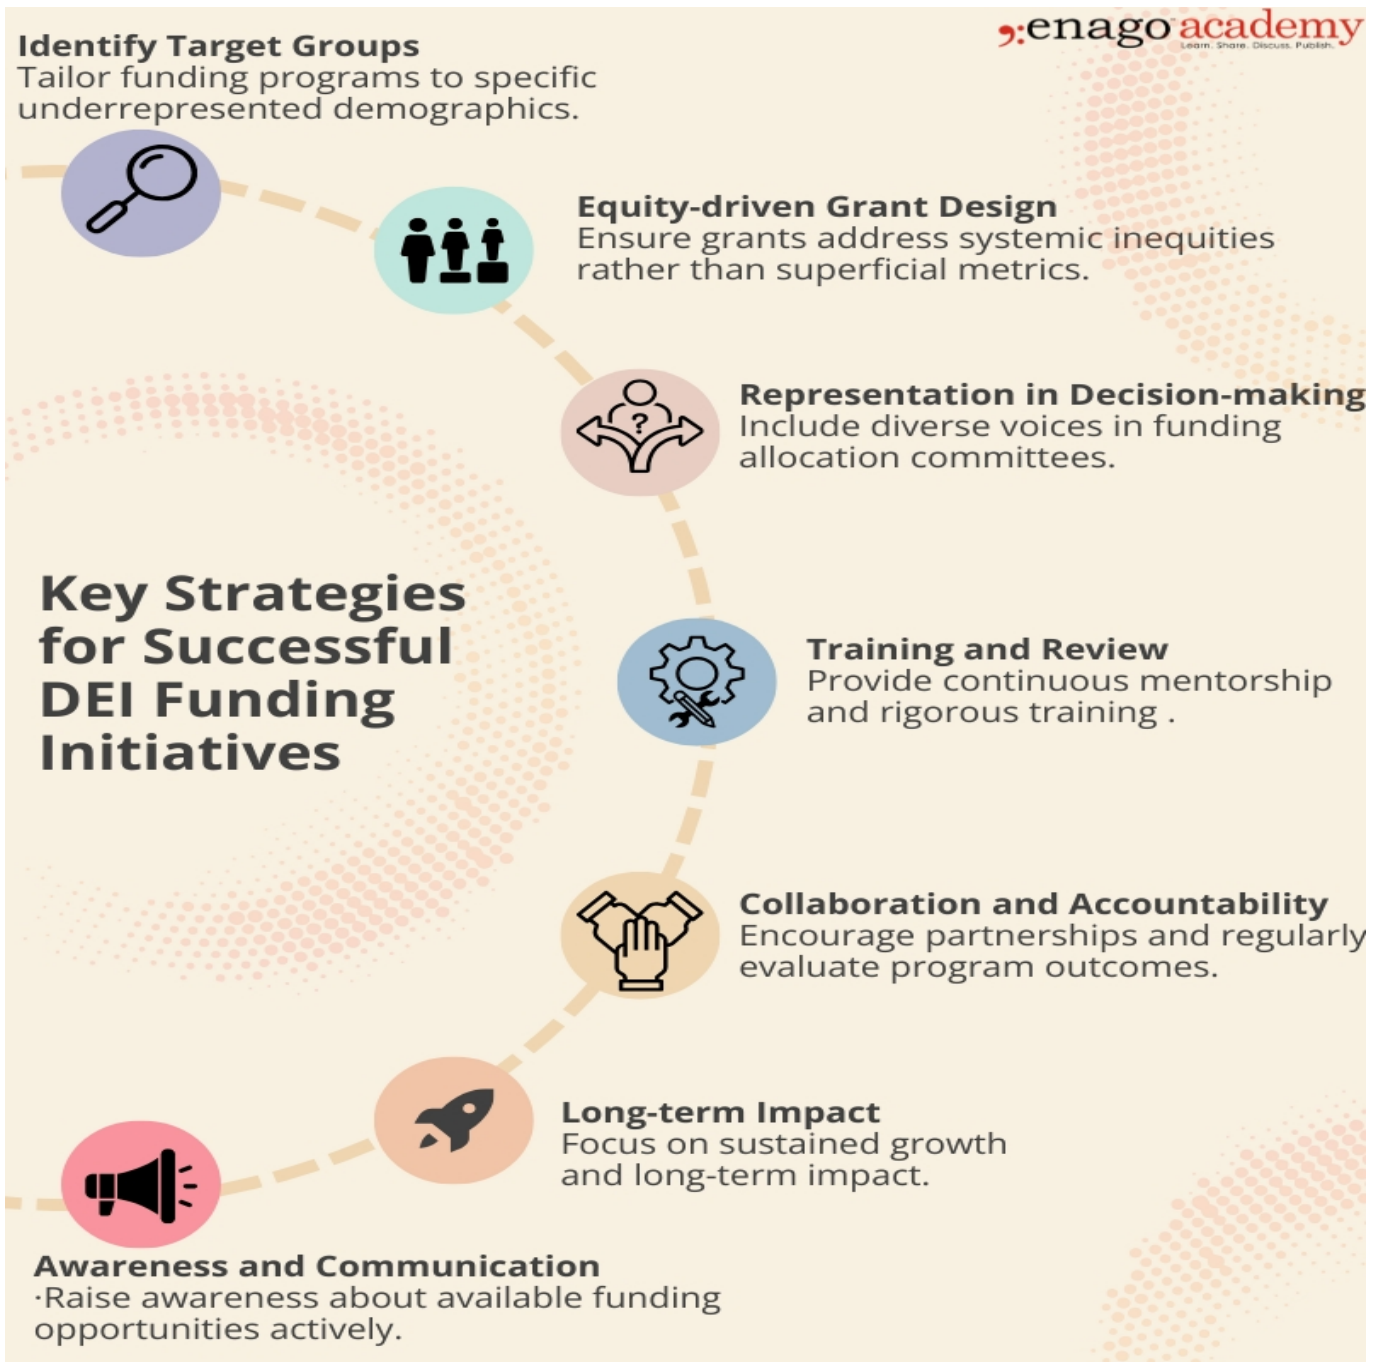 enago academy
Learn. Share. Discuss. Publish.
Identify Target Groups
Tailor funding programs to specific
underrepresented demographics.
Equity-driven Grant Design
Ensure grants address systemic inequities
rather than superficial metrics.
?
Representation in Decision-making
Include diverse voices in funding
allocation committees.
Key Strategies
for Successful
DEI Funding
Initiatives
Training and Review
Provide continuous mentorship
and rigorous training .
Collaboration and Accountability
Encourage partnerships and regularly
evaluate program outcomes.
Long-term Impact
Focus on sustained growth
and long-term impact.
Awareness and Communication
·Raise awareness about available funding
opportunities actively.